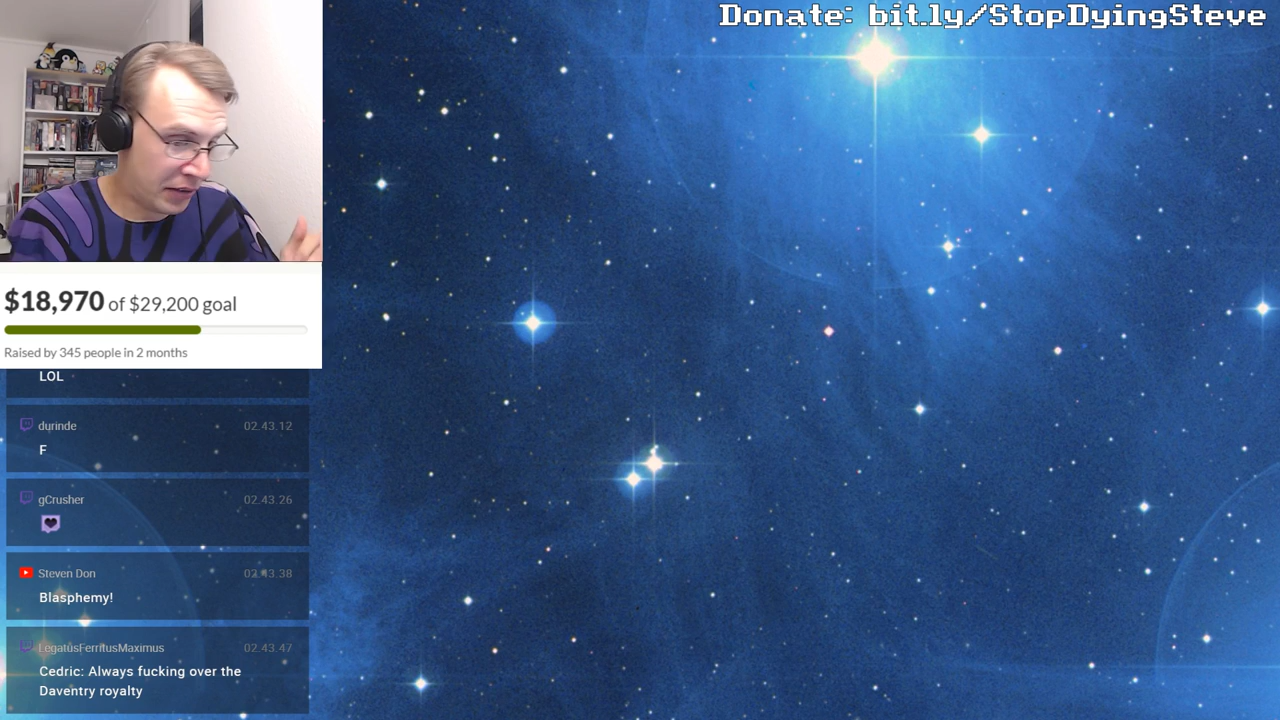 Donate: bit.ly/StopDyingSteve
$18,970 of $29,200 goal
Raised by 345 people in 2 months
LOL
dyrinde 02.43.12
F
gCrusher 02.43.26
Steven Don 02.43.38
Blasphemy!
LegatusFerritusMaximus 02.43.47
Cedric: Always fucking over the
Daventry royalty